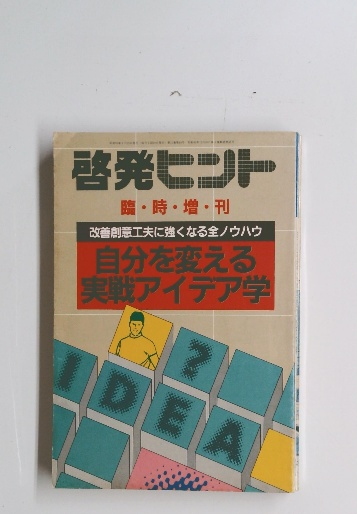 啓発ヒント
臨・時・増・刊
改善創意工夫に強くなる全ノウハウ
自分を変える
実戦アイデア学
?
IDEA